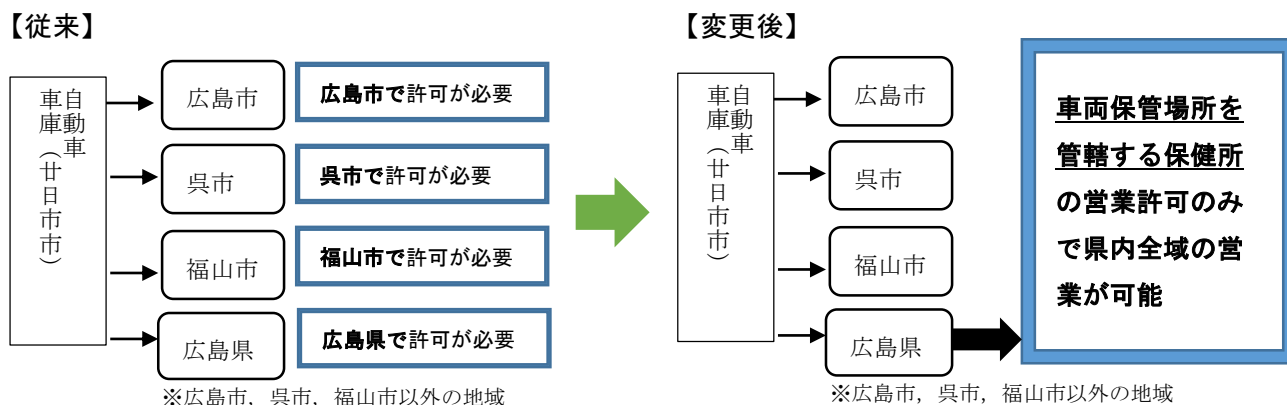 【従来】
自動車
車庫（廿日市市）
広島市
広島市で許可が必要
呉市
呉市で許可が必要
福山市
福山市で許可が必要
広島県
広島県で許可が必要
※広島市，呉市，福山市以外の地域
【変更後】
自動車
車庫（廿日市市）
広島市
呉市
福山市
広島県
※広島市，呉市，福山市以外の地域
車両保管場所を
管轄する保健所
の営業許可のみ
で県内全域の営
業が可能